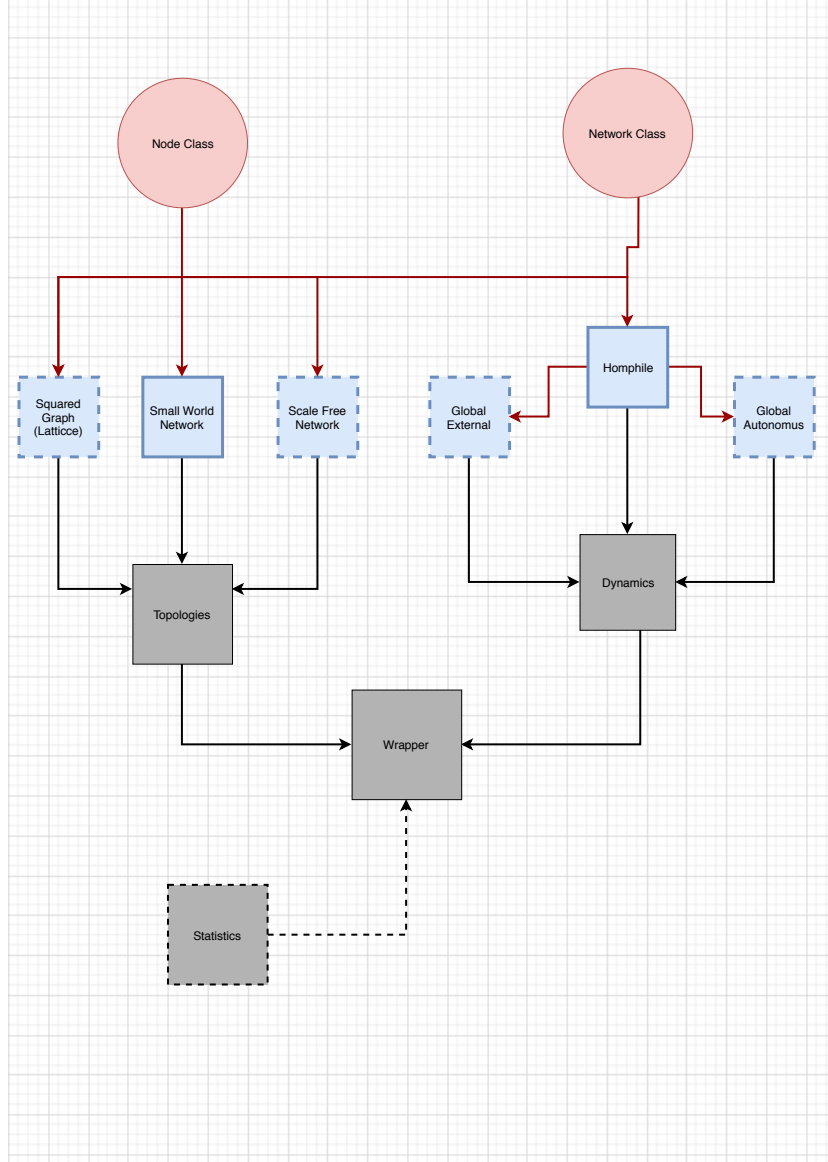 Node Class
Network Class
Homphile
Squared
Graph
(Latticce)
Small World
Network
Scale Free
Network
Global
External
Global
Autonomus
Topologies
Dynamics
Wrapper
Statistics